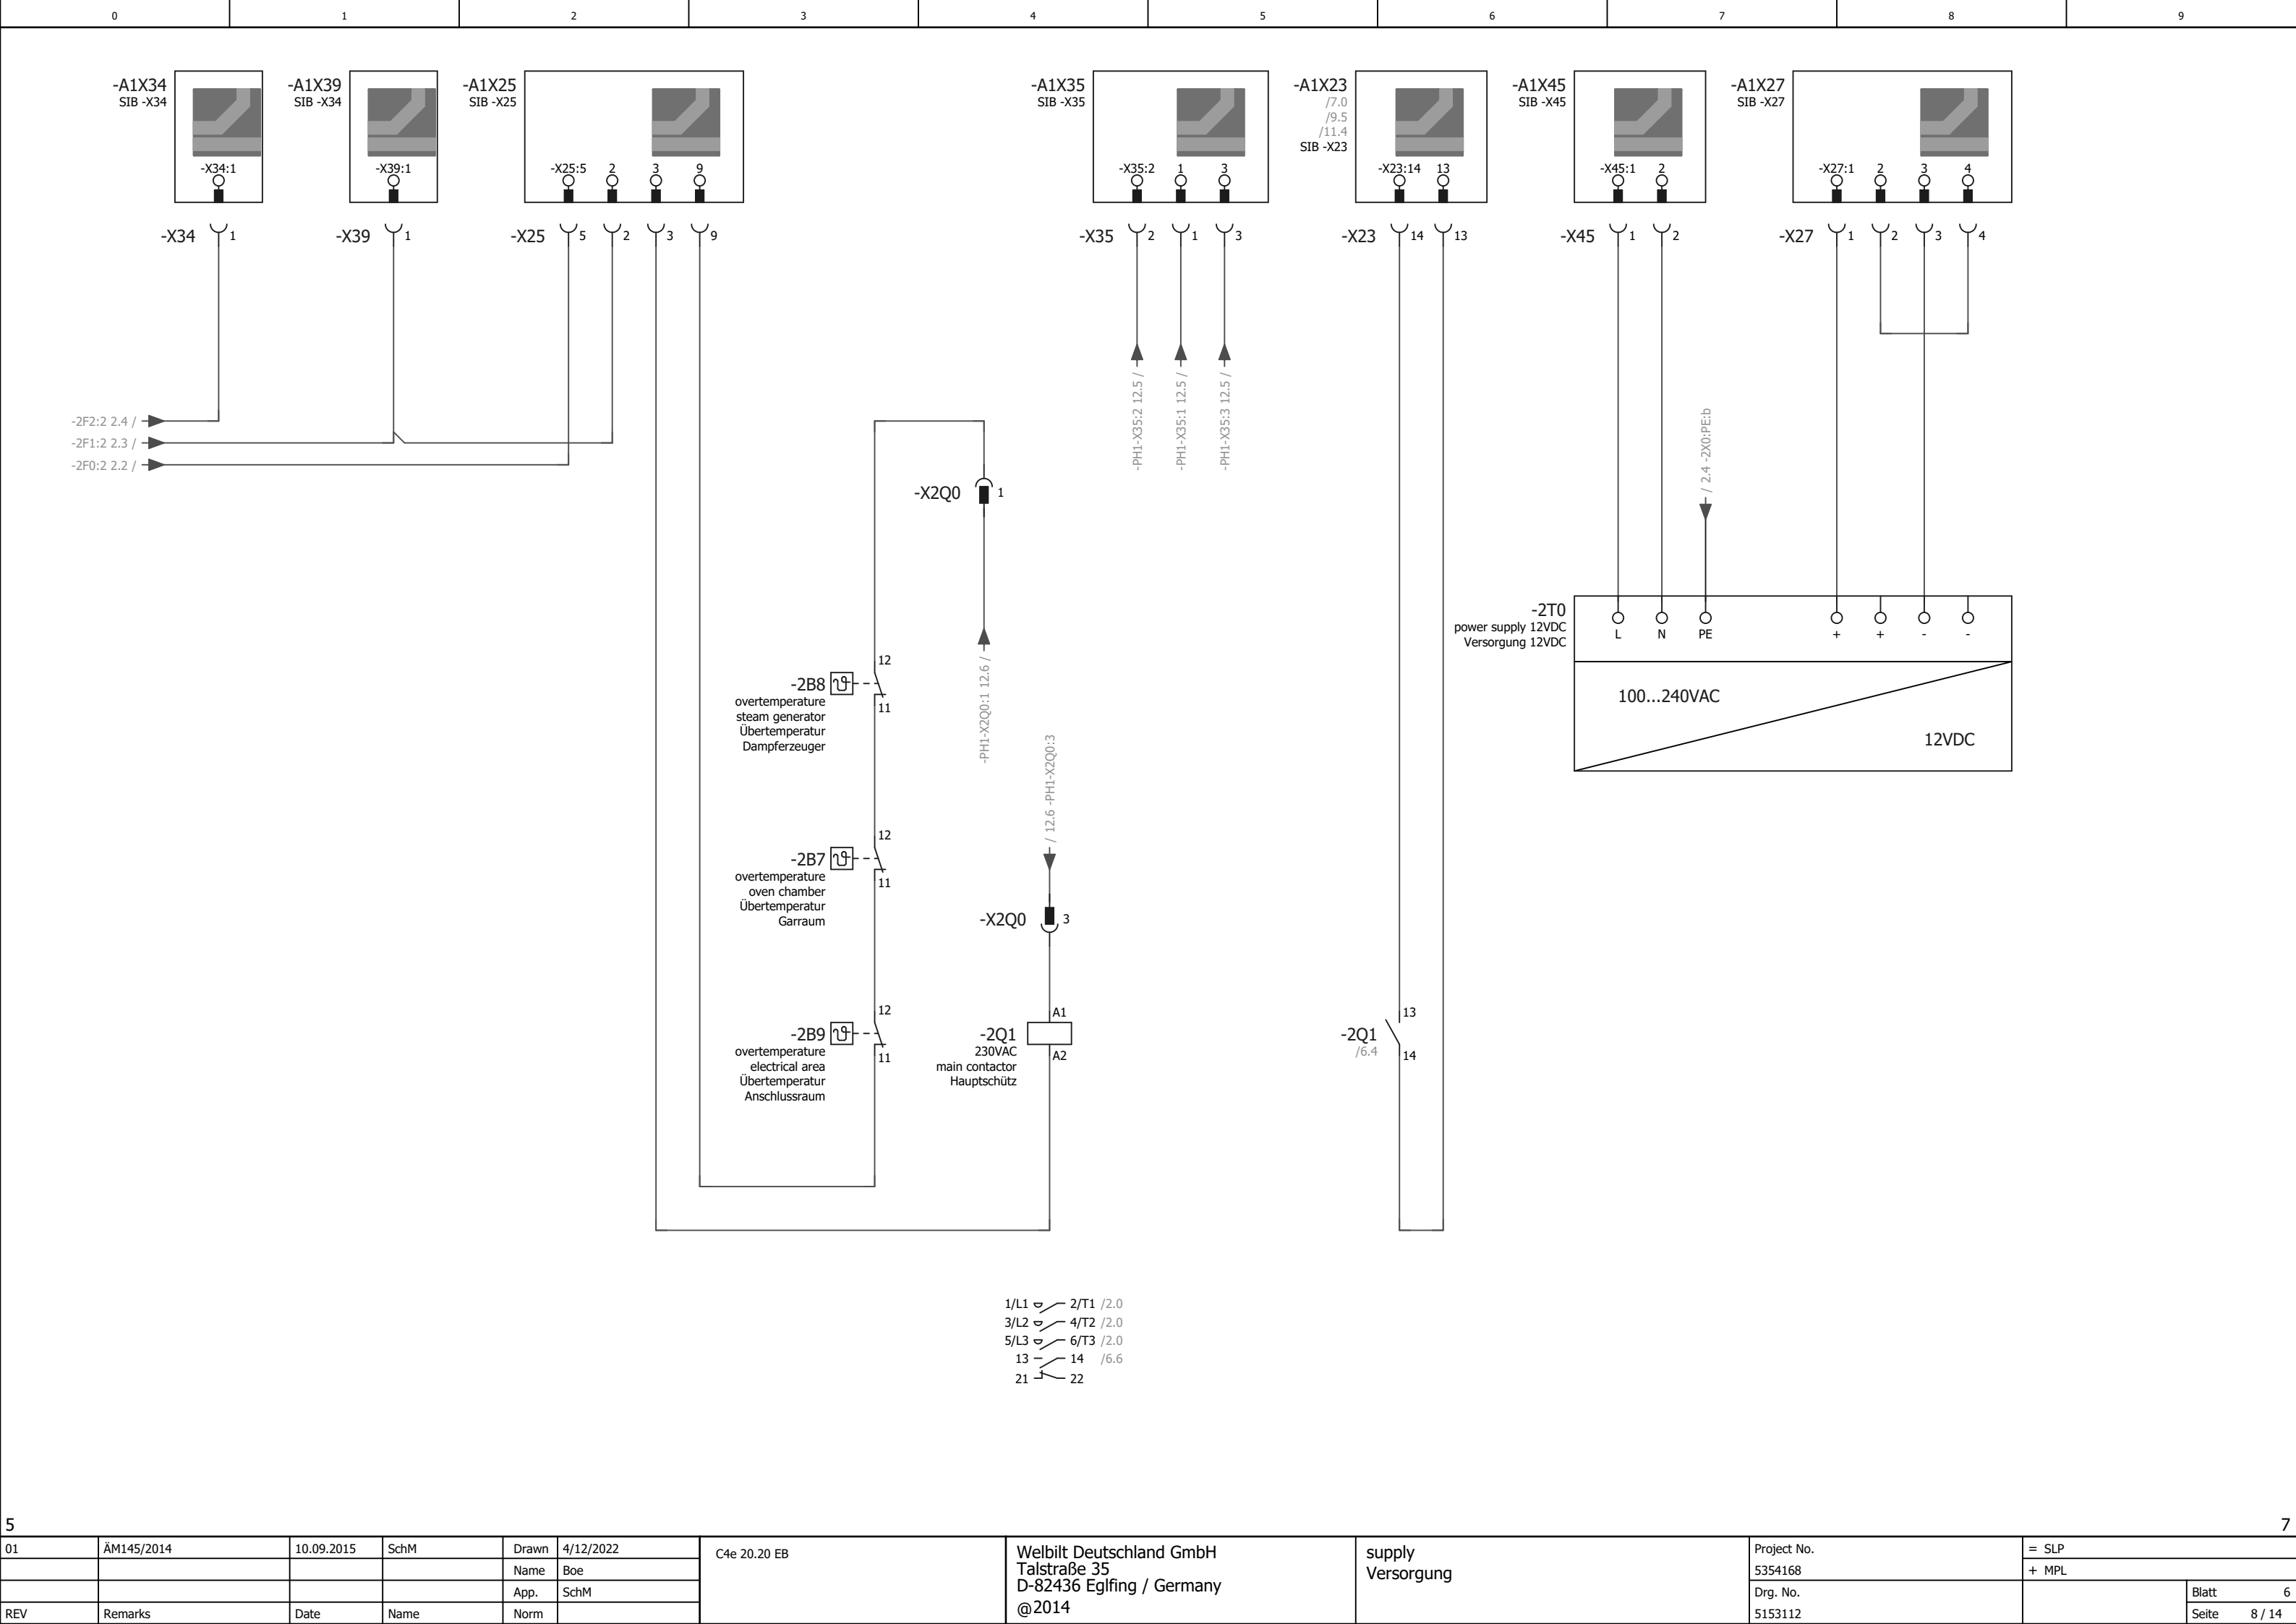 0 1 2 3 4 5 6 7 8 9
-A1X34
SIB -X34
-X34:1
-A1X39
SIB -X34
-X39:1
-A1X25
SIB -X25
-X25:5 2 3 9
-A1X35
SIB -X35
-X35:2 1 3
-A1X23
/7.0
/9.5
/11.4
SIB -X23
-X23:14 13
-A1X45
SIB -X45
-X45:1 2
-A1X27
SIB -X27
-X27:1 2 3 4
-X34 1
-X39 1
-X25 5 2 3 9
-X35 2 1 3
-X23 14 13
-X45 1 2
-X27 1 2 3 4
-2F2:2 2.4 /
-2F1:2 2.3 /
-2F0:2 2.2 /
-PH1-X35:2 12.5 /
-PH1-X35:1 12.5 /
-PH1-X35:3 12.5 /
/ 2.4 -2X0:PE:b
-X2Q0 1
-PH1-X2Q0:1 12.6 /
-2T0
power supply 12VDC
Versorgung 12VDC
L N PE + + - -
100...240VAC
12VDC
12
-2B8
11
overtemperature
steam generator
Übertemperatur
Dampferzeuger
/ 12.6 -PH1-X2Q0:3
12
-2B7
11
overtemperature
oven chamber
Übertemperatur
Garraum
-X2Q0 3
12
-2B9
11
overtemperature
electrical area
Übertemperatur
Anschlussraum
A1
-2Q1
A2
230VAC
main contactor
Hauptschütz
13
-2Q1
/6.4
14
1/L1 2/T1 /2.0
3/L2 4/T2 /2.0
5/L3 6/T3 /2.0
13 14 /6.6
21 22
5 7
01 ÄM145/2014 10.09.2015 SchM Drawn 4/12/2022
Name Boe
App. SchM
REV Remarks Date Name Norm
C4e 20.20 EB
Welbilt Deutschland GmbH
Talstraße 35
D-82436 Eglfing / Germany
@2014
supply
Versorgung
Project No.
5354168
Drg. No.
5153112
= SLP
+ MPL
Blatt 6
Seite 8 / 14